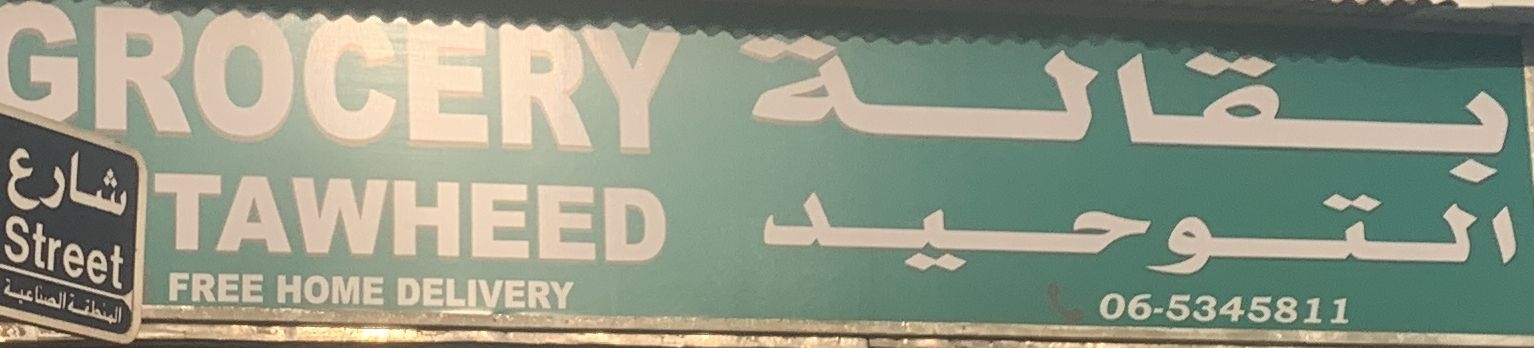 GROCERY
TAWHEED
FREE HOME DELIVERY
بقالة
التوحيد
06-5345811
شارع
Street
المنطقة الصناعية